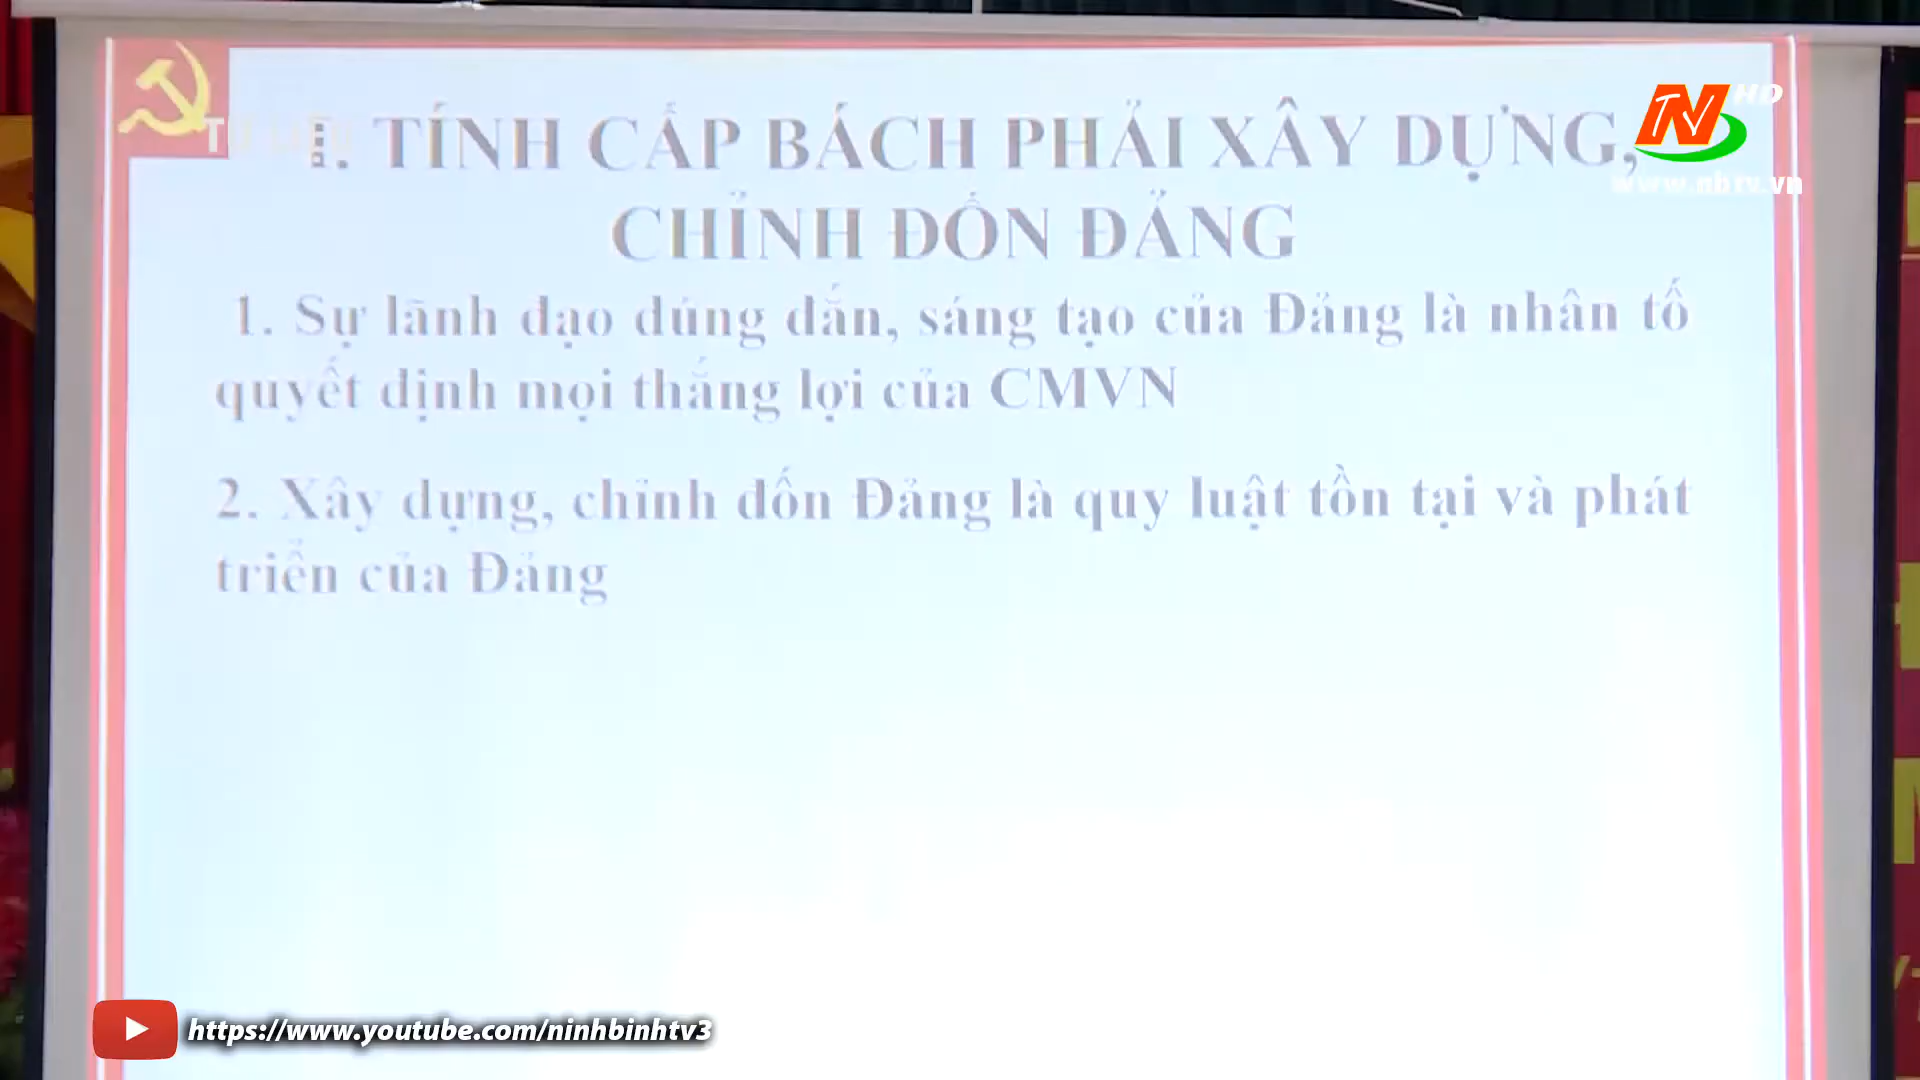 I. TÍNH CẤP BÁCH PHẢI XÂY DỰNG,
CHỈNH ĐỐN ĐẢNG
1. Sự lãnh đạo đúng đắn, sáng tạo của Đảng là nhân tố
quyết định mọi thắng lợi của CMVN
2. Xây dựng, chỉnh đốn Đảng là quy luật tồn tại và phát
triển của Đảng
NTV HD
www.nbtv.vn
https://www.youtube.com/ninhbinhtv3